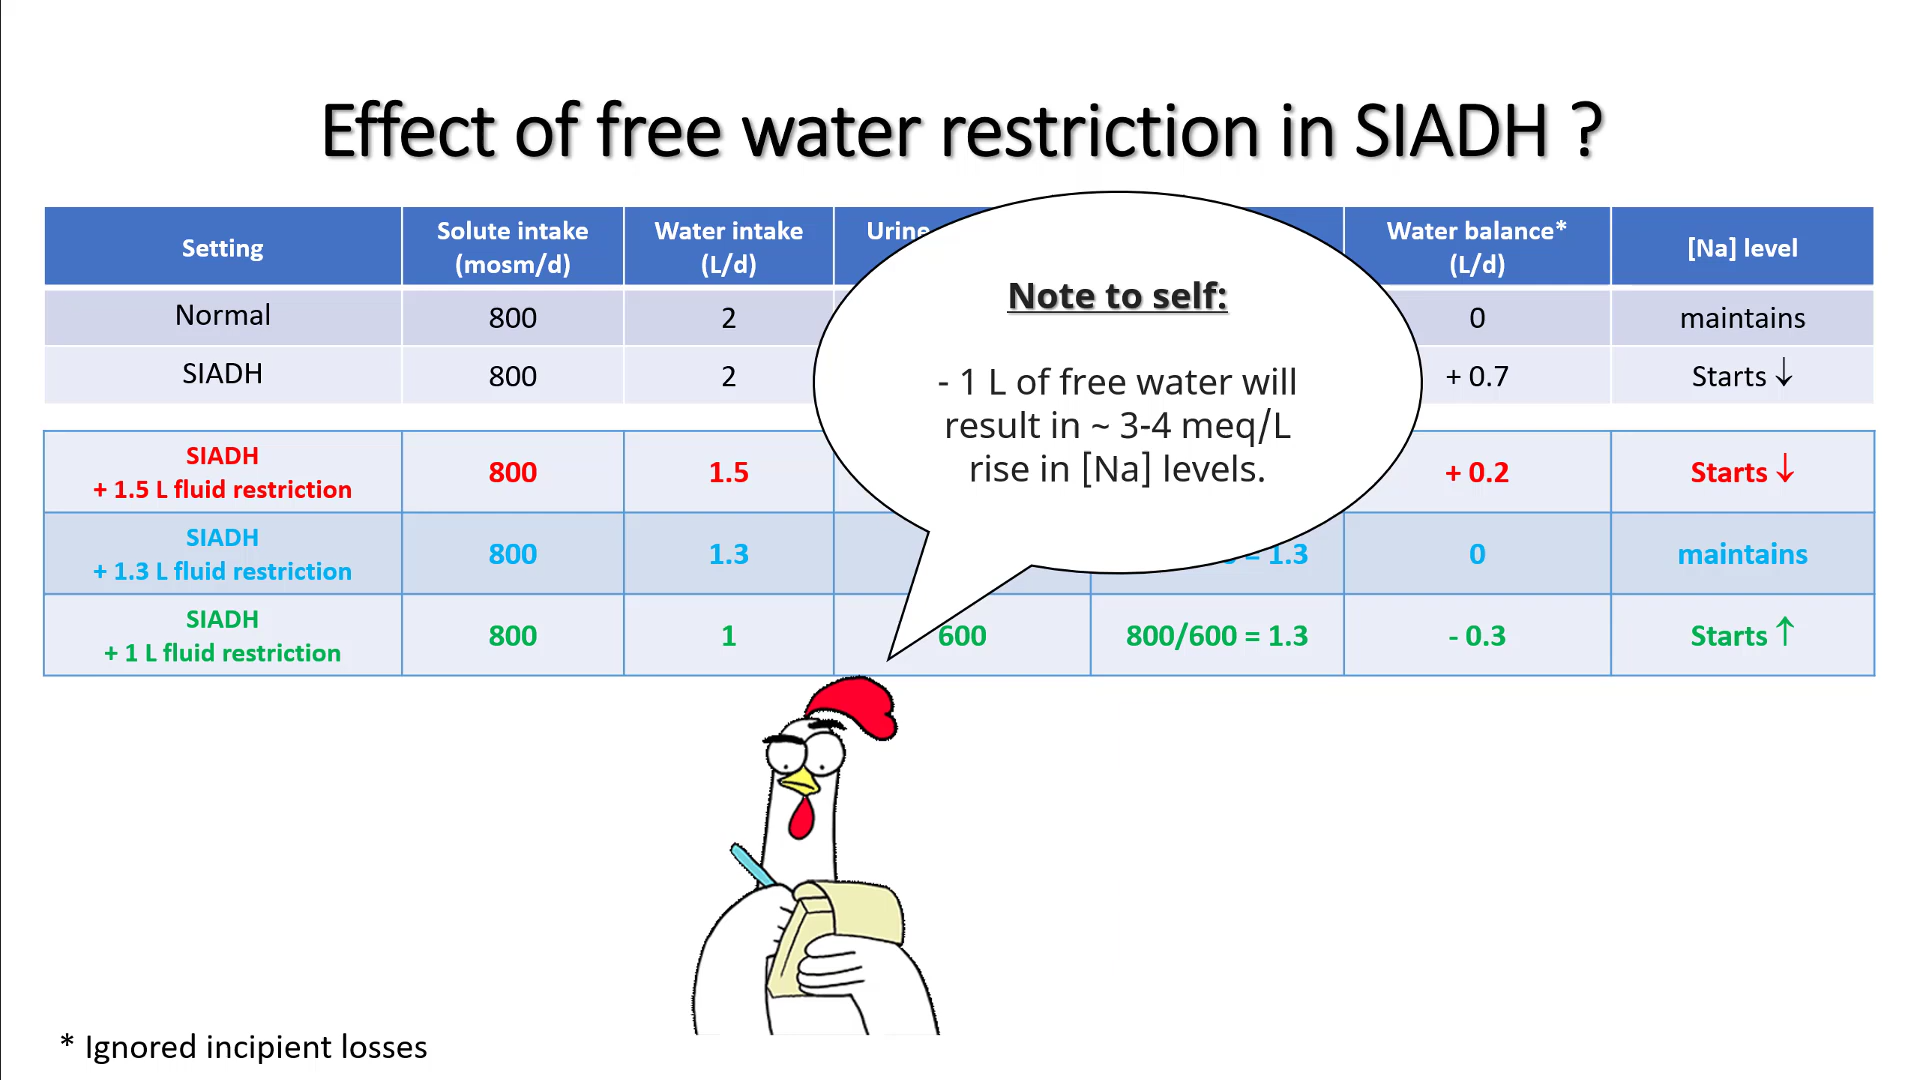 Effect of free water restriction in SIADH ?
Setting
Solute intake
(mosm/d)
Water intake
(L/d)
Urine
Water balance*
(L/d)
[Na] level
Normal
800
2
0
maintains
SIADH
800
2
+ 0.7
Starts ↓
SIADH
+ 1.5 L fluid restriction
800
1.5
+ 0.2
Starts ↓
SIADH
+ 1.3 L fluid restriction
800
1.3
= 1.3
0
maintains
SIADH
+ 1 L fluid restriction
800
1
600
800/600 = 1.3
- 0.3
Starts ↑
Note to self:
- 1 L of free water will
result in ~ 3-4 meq/L
rise in [Na] levels.
* Ignored incipient losses